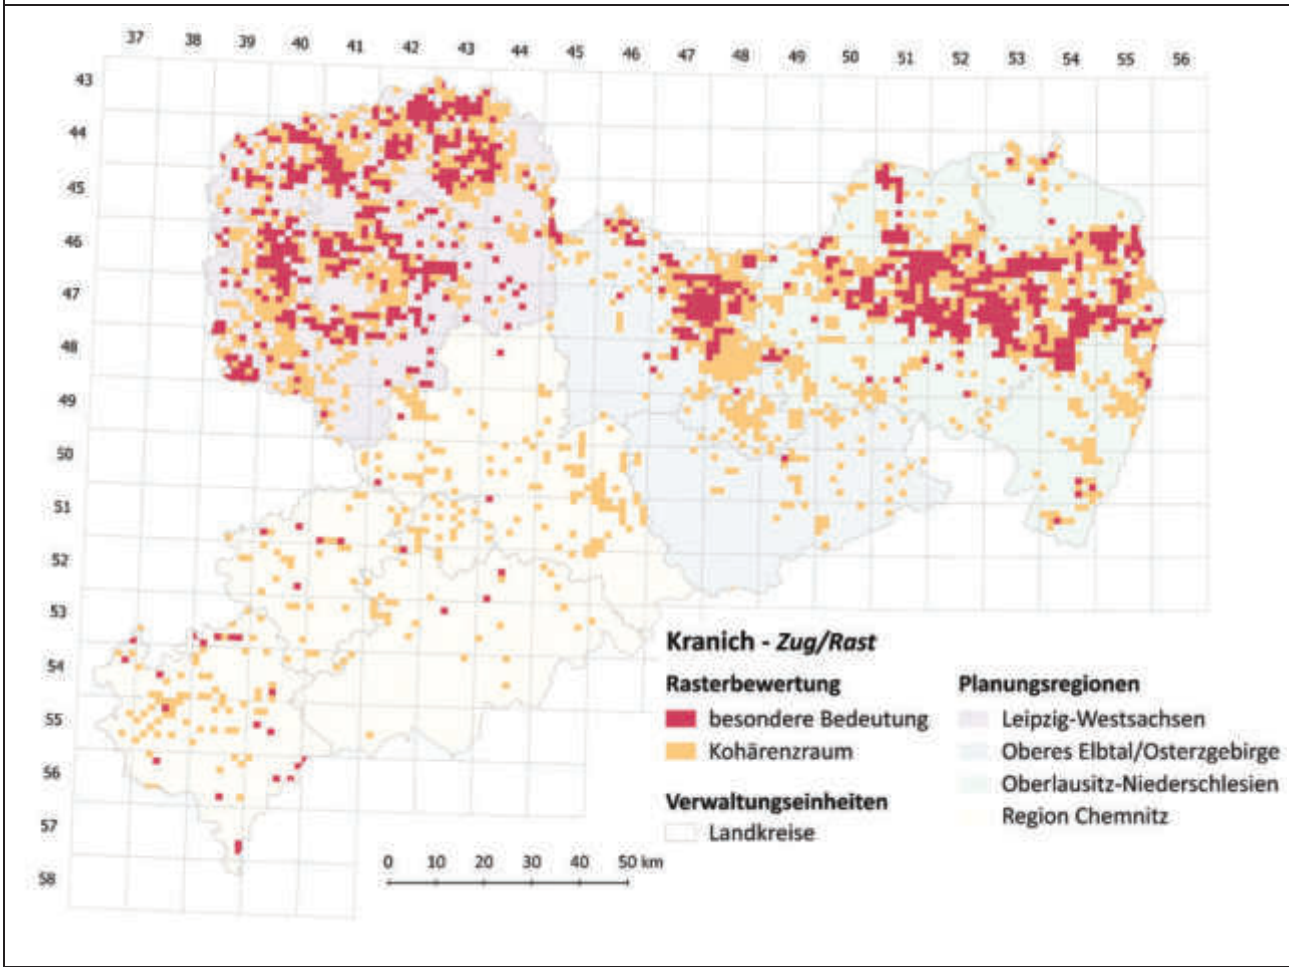 37 38 39 40 41 42 43 44 45 46 47 48 49 50 51 52 53 54 55 56
43
44
45
46
47
48
49
50
51
52
53
54
55
56
57
58
Kranich - Zug/Rast
Rasterbewertung
besondere Bedeutung
Kohärenzraum
Verwaltungseinheiten
Landkreise
Planungsregionen
Leipzig-Westsachsen
Oberes Elbtal/Osterzgebirge
Oberlausitz-Niederschlesien
Region Chemnitz
0 10 20 30 40 50 km